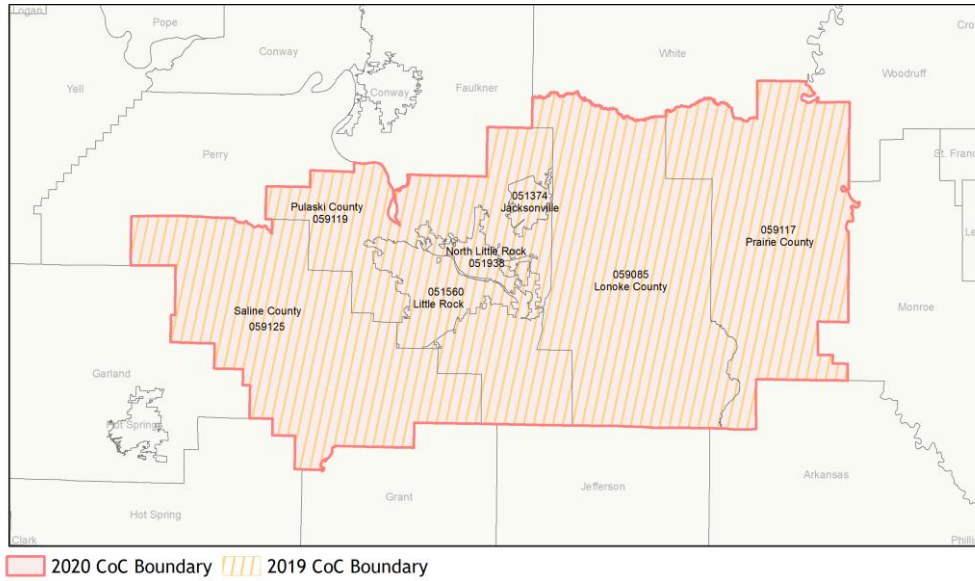 Logan
Pope
Conway
White
Cro
Yell
Conway
Faulkner
Woodruff
Perry
St. Fran
Pulaski County
059119
051374
Jacksonville
Le
North Little Rock
051938
059117
Prairie County
051560
Little Rock
059085
Lonoke County
Saline County
059125
Monroe
Garland
Hot Springs
Grant
Jefferson
Arkansas
Hot Spring
Clark
Philli
2020 CoC Boundary
2019 CoC Boundary